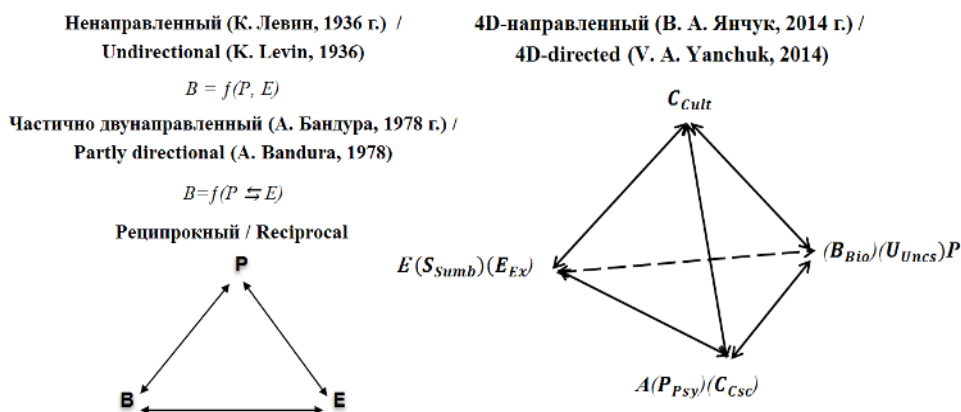 Ненаправленный (К. Левин, 1936 г.) /
Undirectional (K. Levin, 1936)
B = f(P, E)
Частично двунаправленный (А. Бандура, 1978 г.) /
Partly directional (A. Bandura, 1978)
B=f(P ⇆ E)
Реципрокный / Reciprocal
P
B
E
4D-направленный (В. А. Янчук, 2014 г.) /
4D-directed (V. A. Yanchuk, 2014)
C_Cult
E(S_Sumb)(E_Ex)
(B_Bio)(U_Uncs)P
A(P_Psy)(C_Csc)